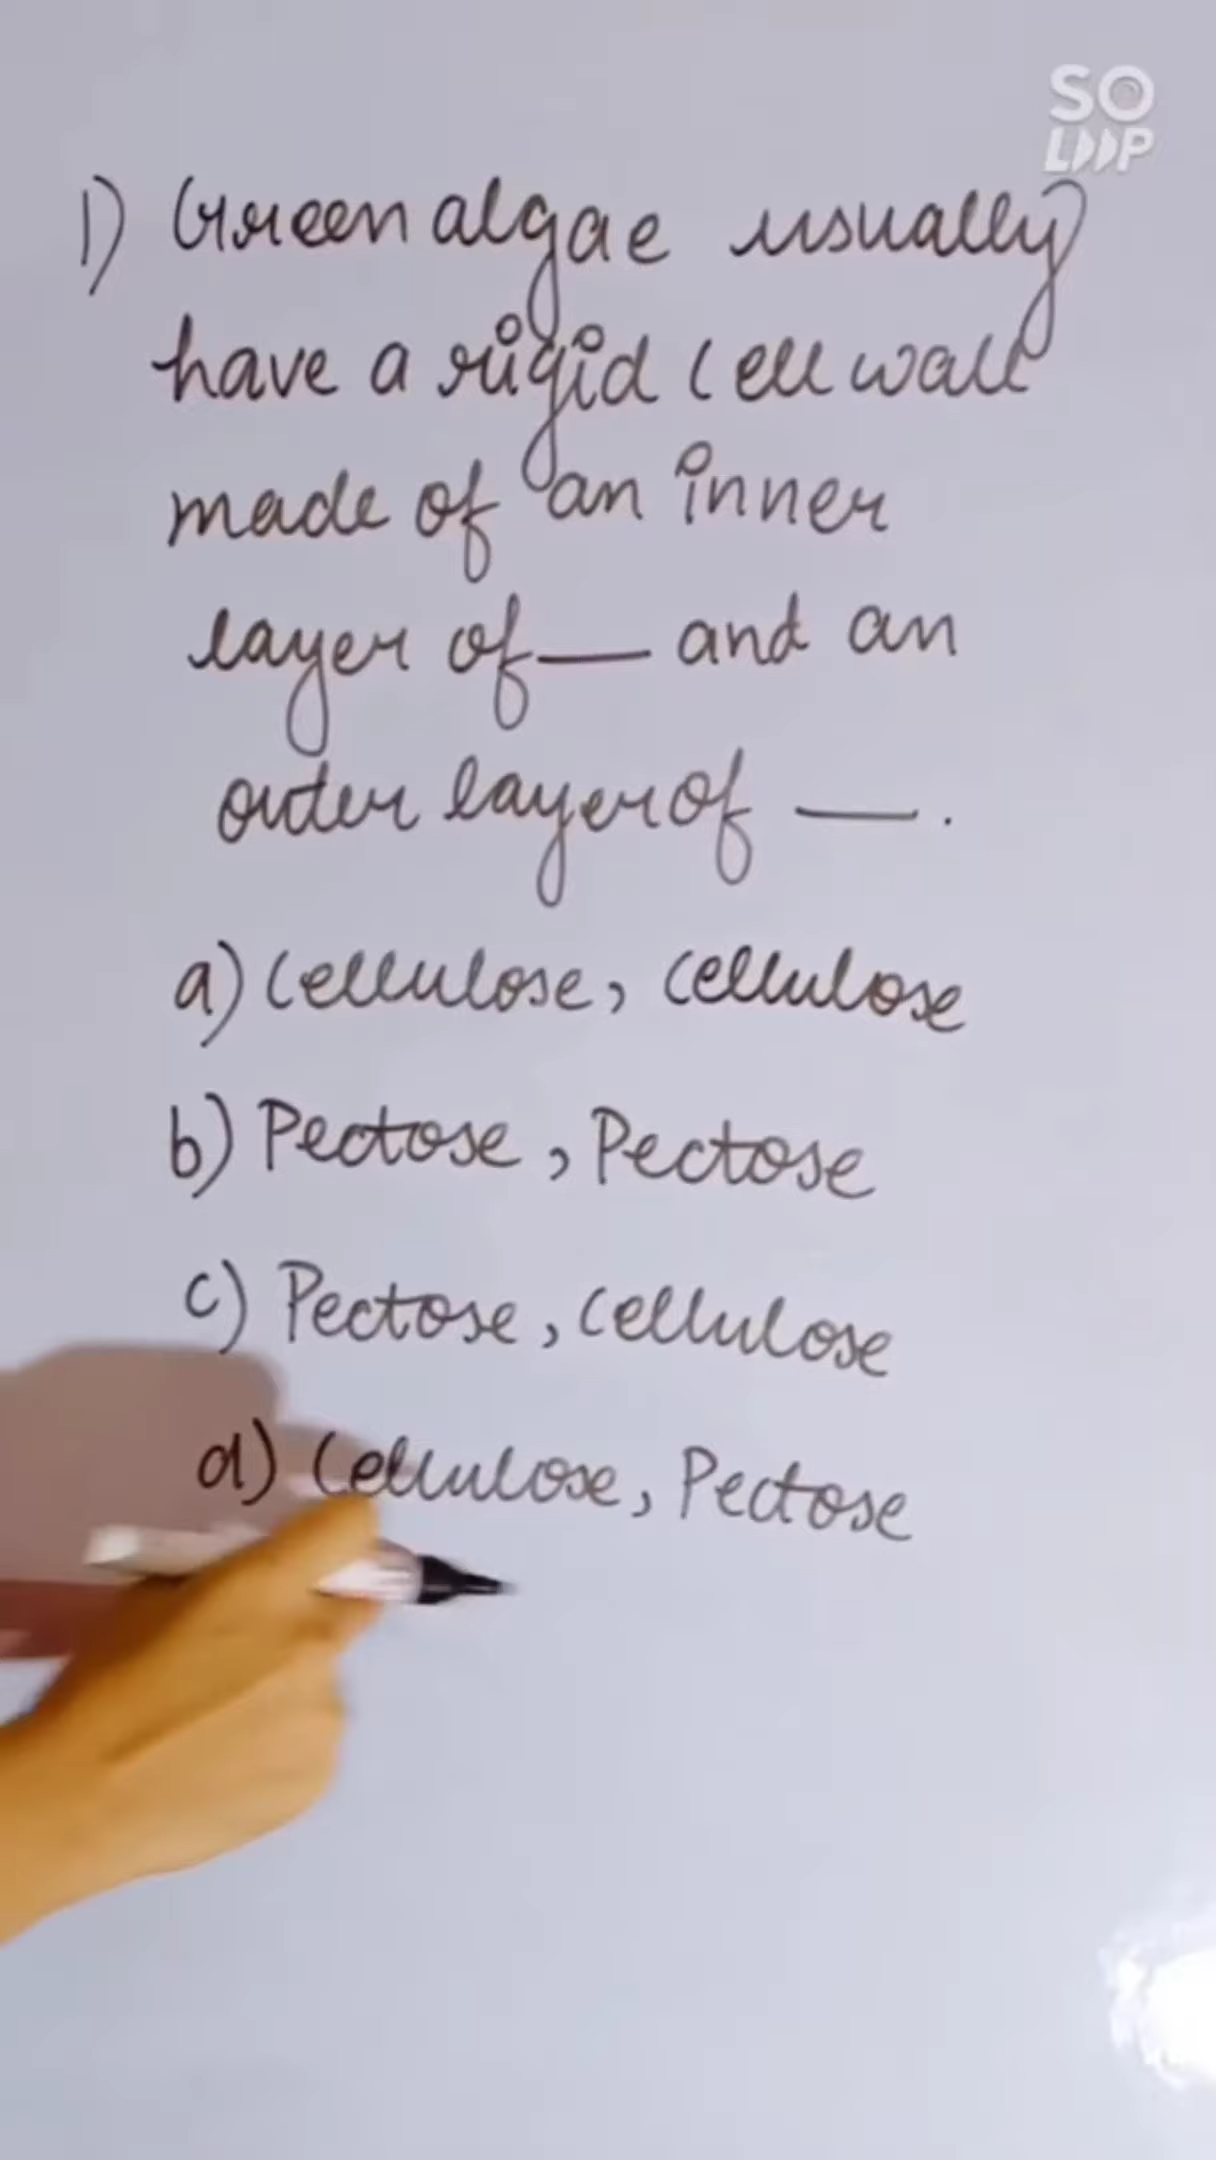 SO
LOOP
1) Green algae usually
have a rigid cell wall
made of an inner
layer of — and an
outer layer of — .
a) Cellulose, Cellulose
b) Pectose, Pectose
c) Pectose, Cellulose
d) Cellulose, Pectose